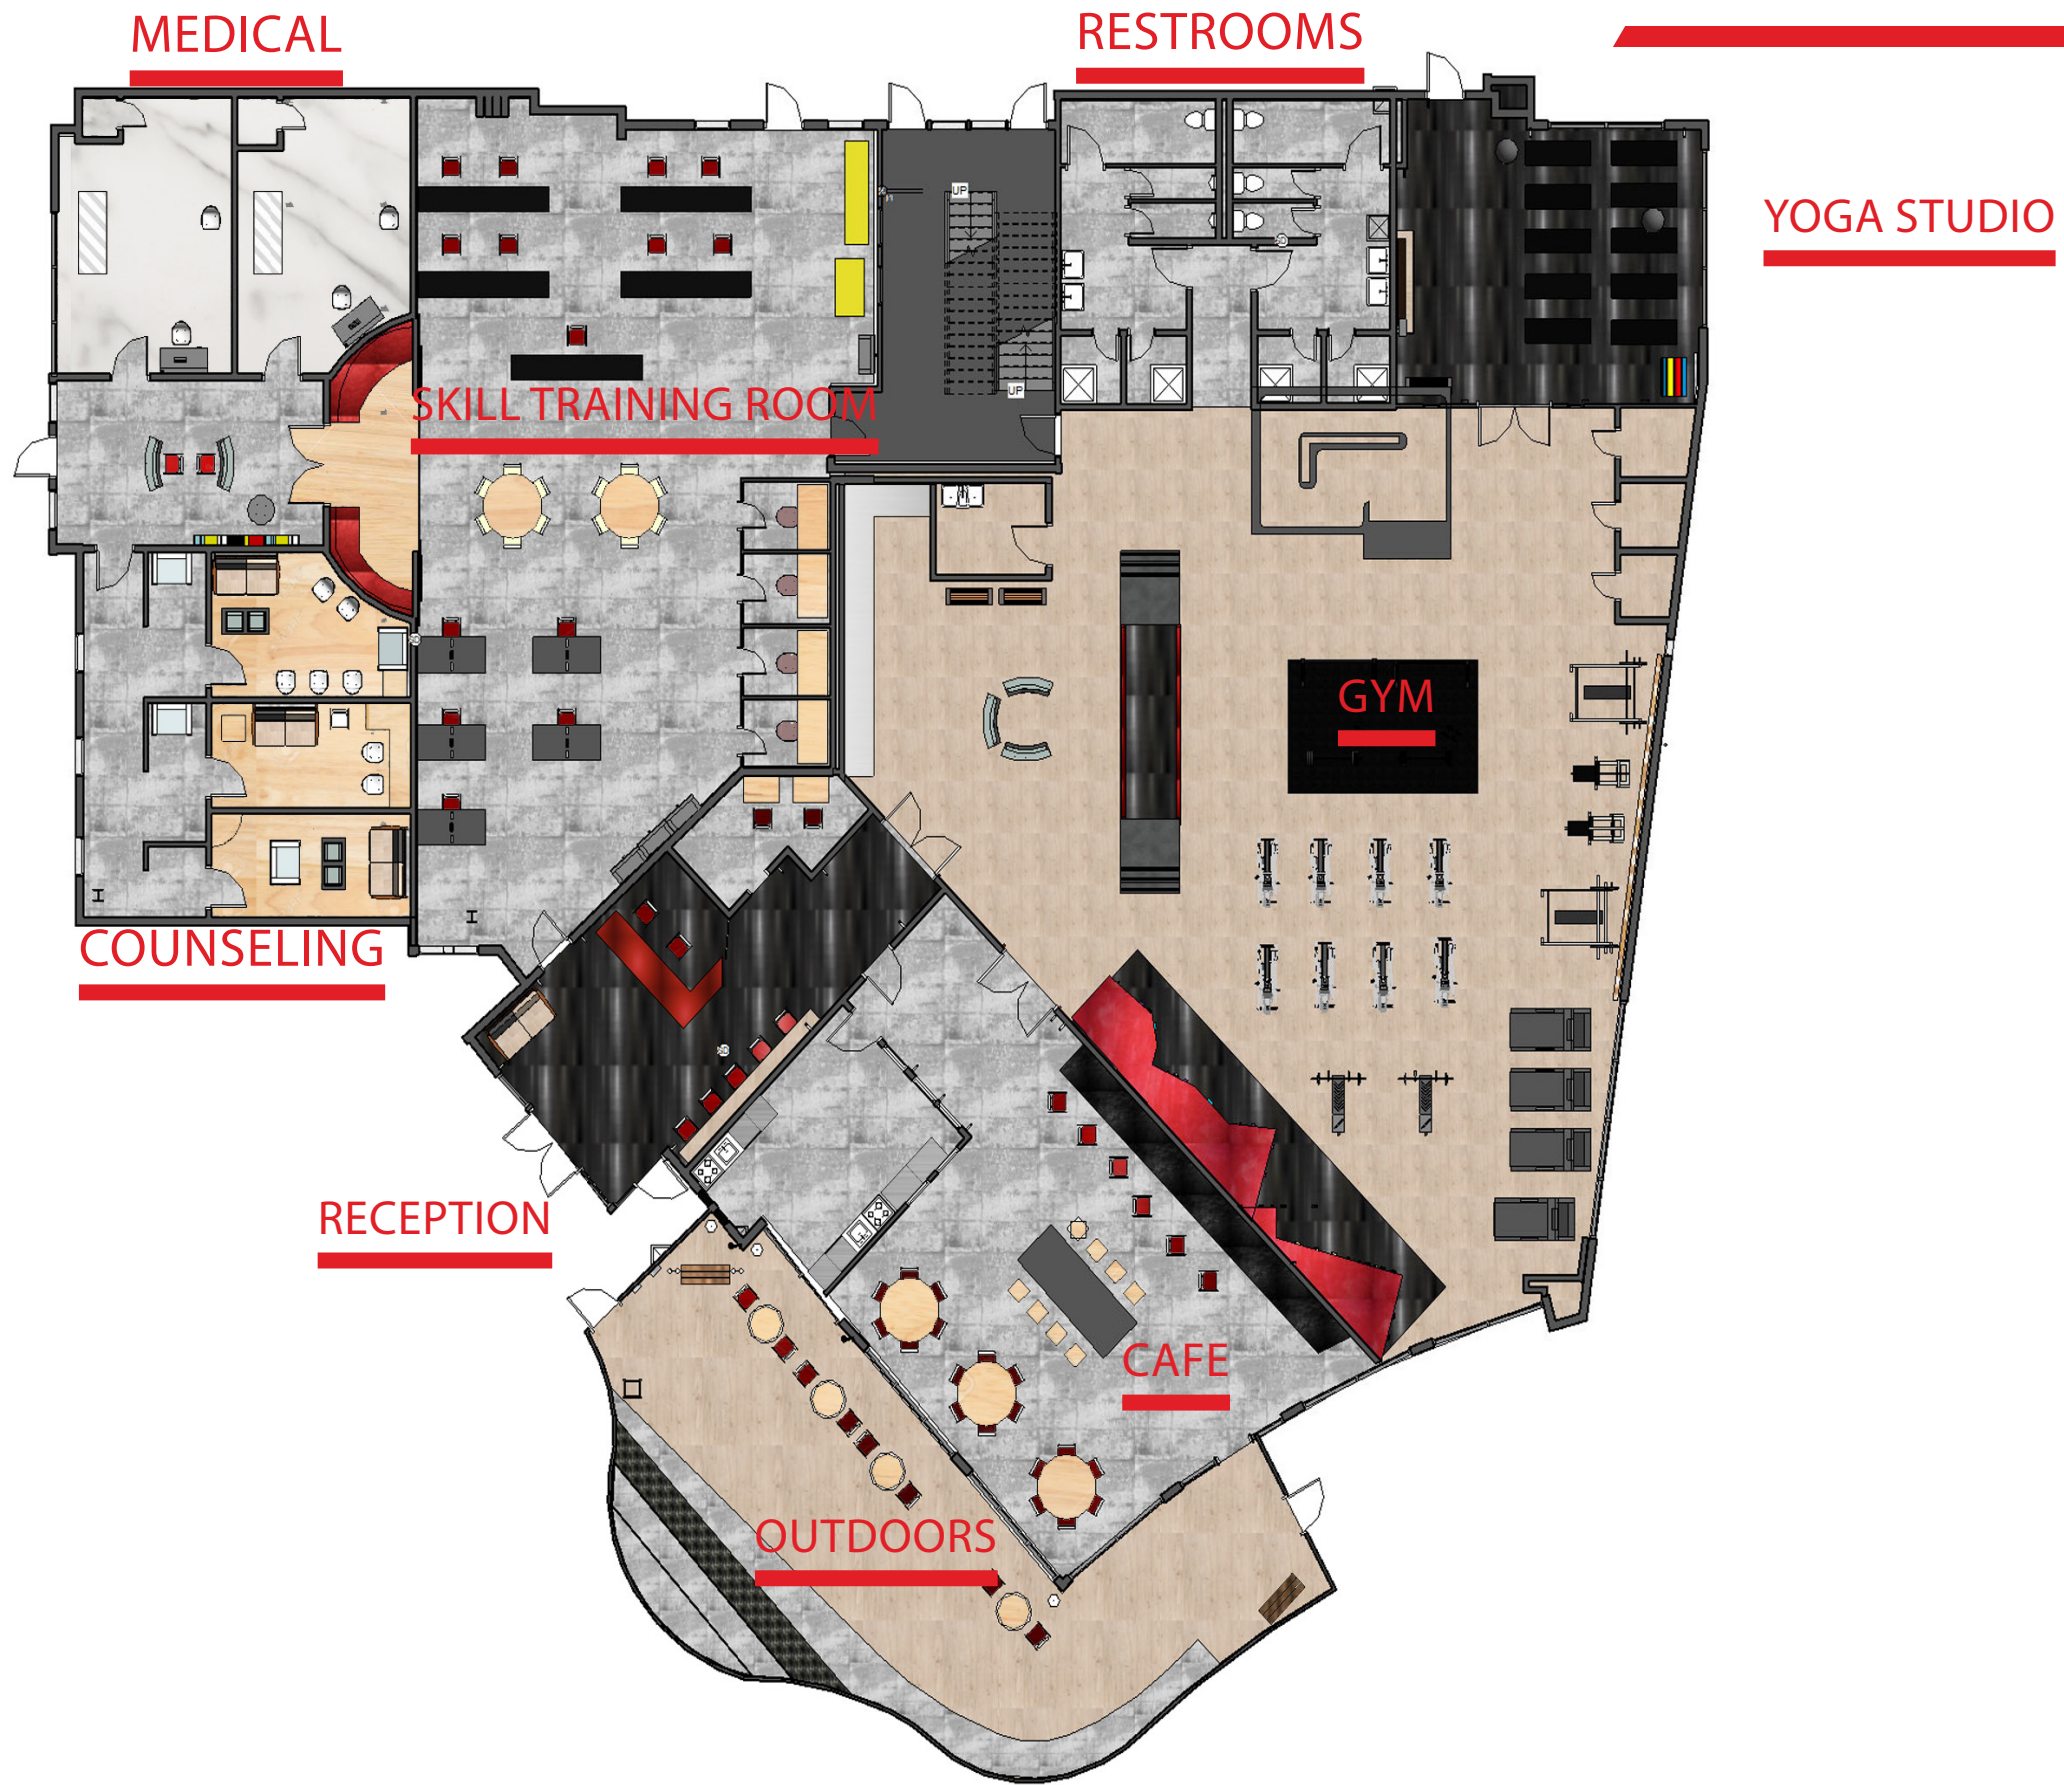 MEDICAL
RESTROOMS
YOGA STUDIO
UP
UP
SKILL TRAINING ROOM
GYM
COUNSELING
RECEPTION
CAFE
OUTDOORS